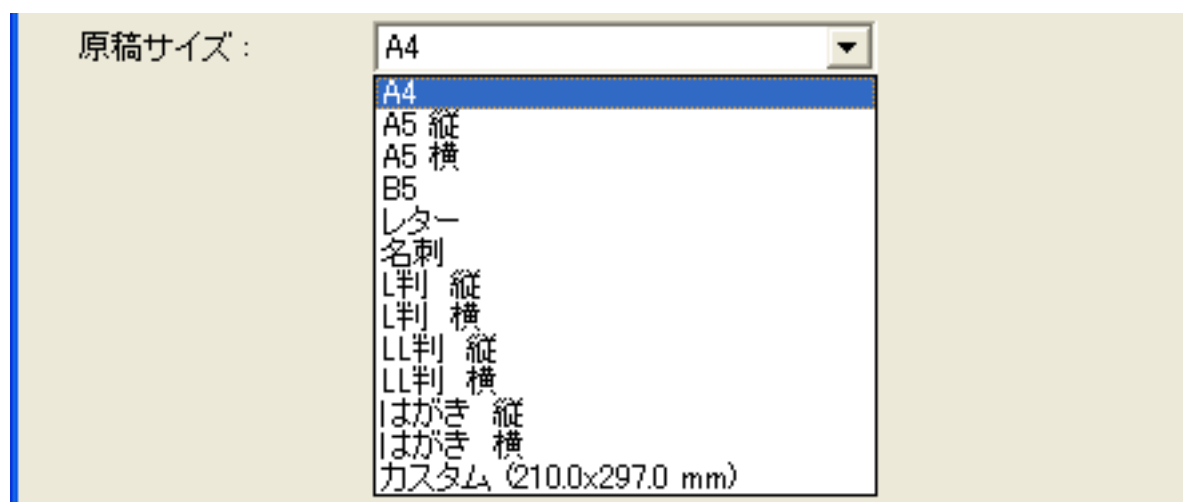 原稿サイズ： A4
A4
A5 縦
A5 横
B5
レター
名刺
L判 縦
L判 横
LL判 縦
LL判 横
はがき 縦
はがき 横
カスタム (210.0x297.0 mm)